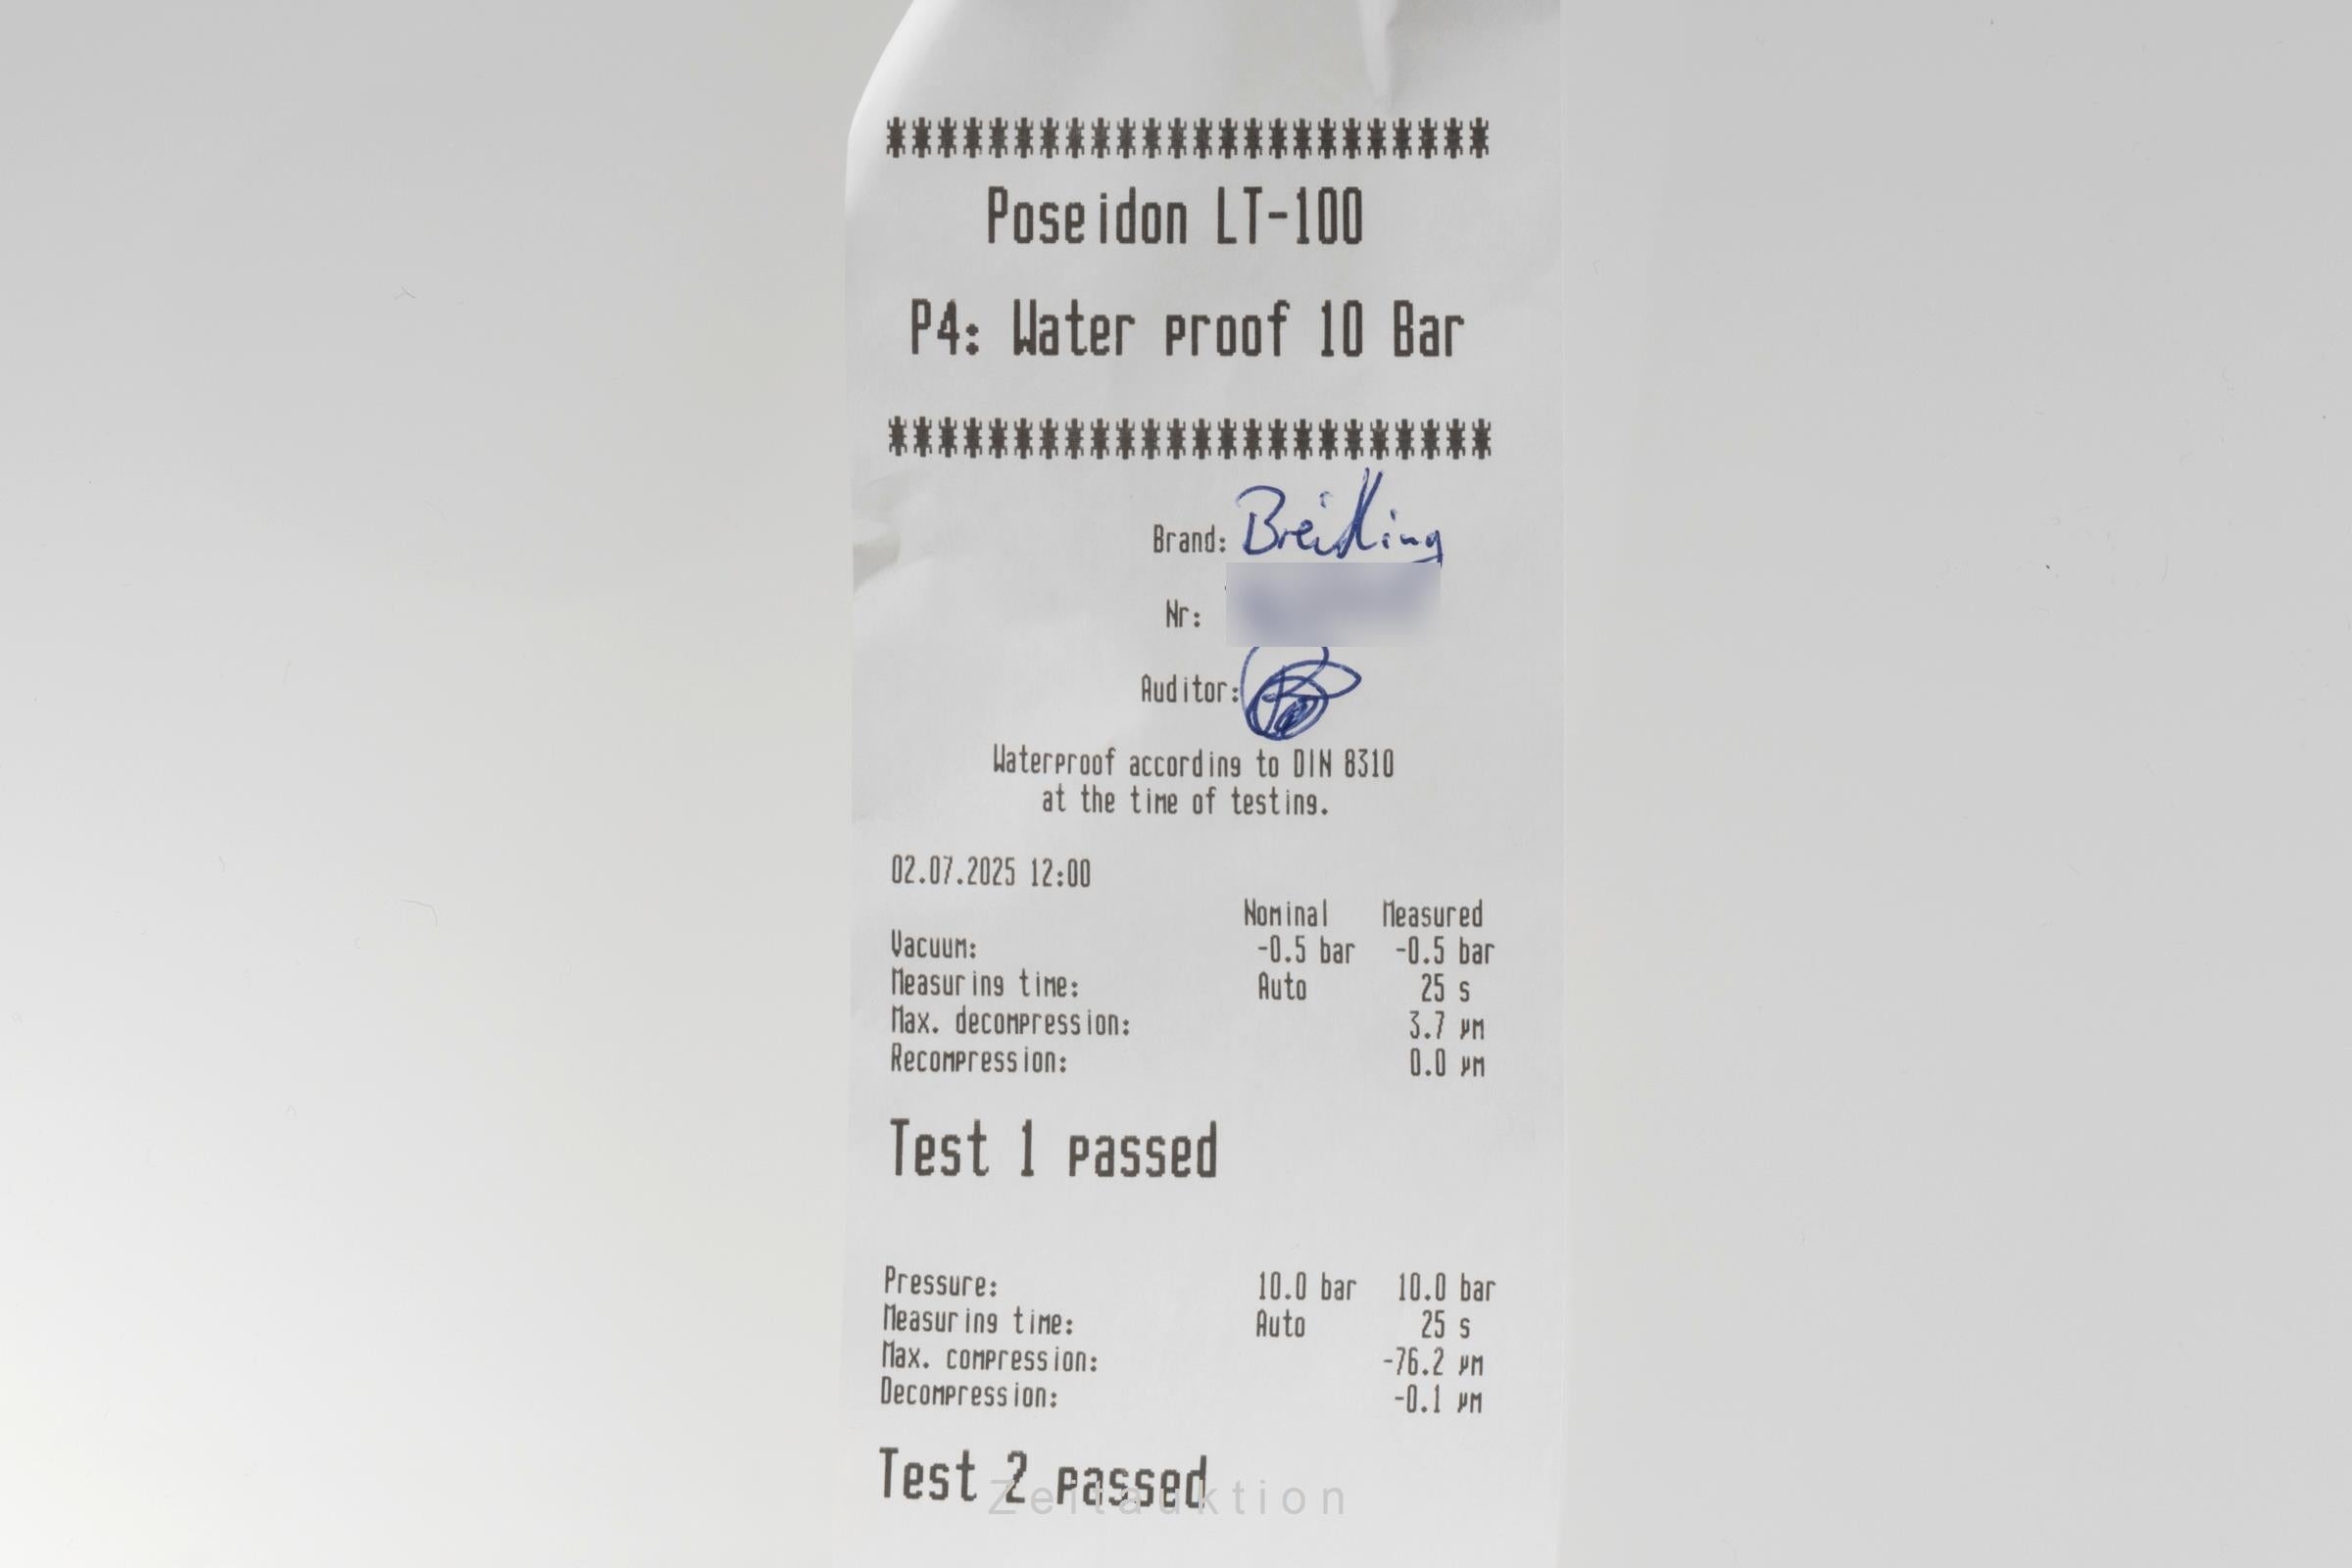 ************************
Poseidon LT-100
P4: Water proof 10 Bar
************************
Brand: Breitling
Nr:
Auditor:
Waterproof according to DIN 8310
at the time of testing.
02.07.2025 12:00
Nominal Measured
Vacuum: -0.5 bar -0.5 bar
Measuring time: Auto 25 s
Max. decompression: 3.7 µm
Recompression: 0.0 µm
Test 1 passed
Pressure: 10.0 bar 10.0 bar
Measuring time: Auto 25 s
Max. compression: -76.2 µm
Decompression: -0.1 µm
Test 2 passed
Zeitauktion